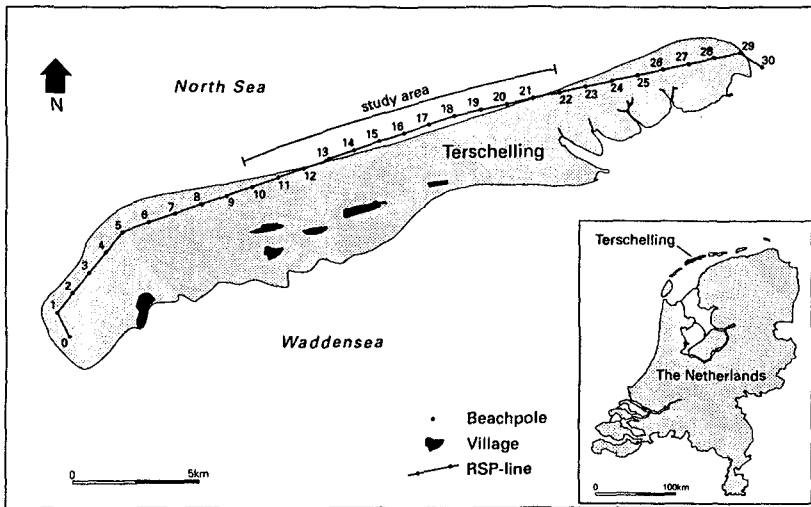 North Sea
N
study area
Terschelling
Waddensea
0
1
2
3
4
5
6
7
8
9
10
11
12
13
14
15
16
17
18
19
20
21
22
23
24
25
26
27
28
29
30
Beachpole
Village
RSP-line
0 5km
Terschelling
The Netherlands
0 100km